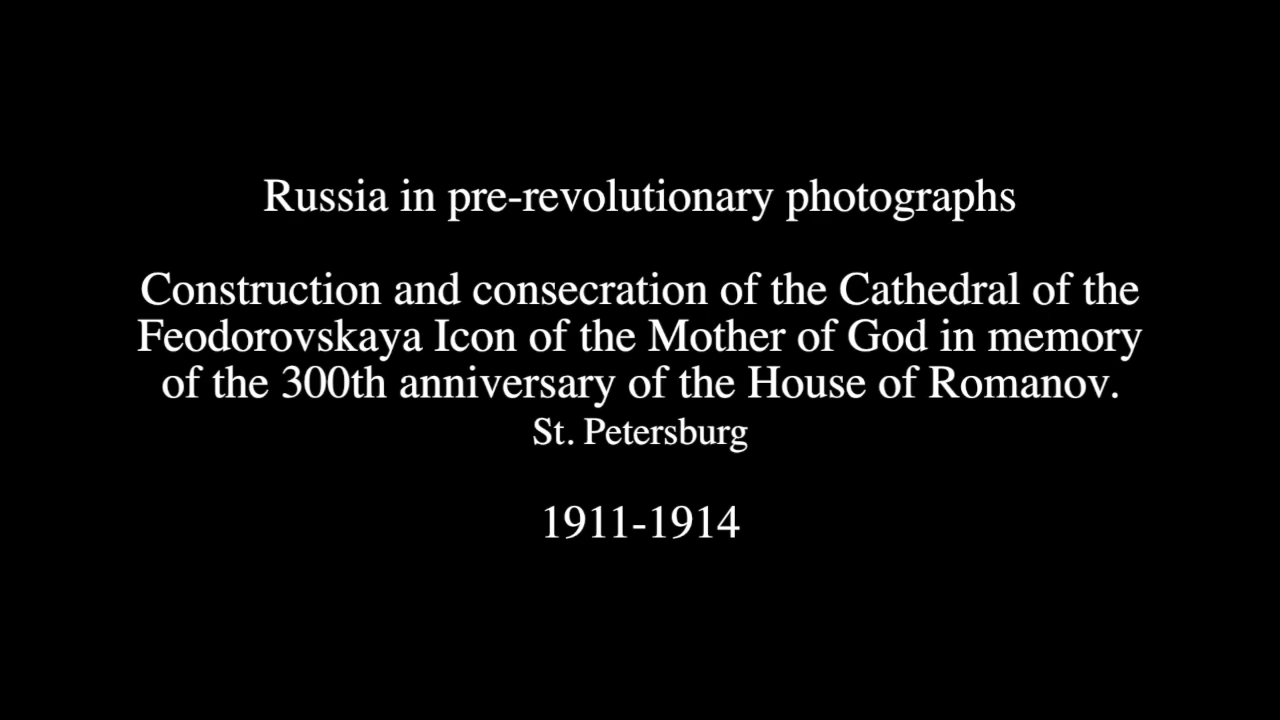 Russia in pre-revolutionary photographs
Construction and consecration of the Cathedral of the
Feodorovskaya Icon of the Mother of God in memory
of the 300th anniversary of the House of Romanov.
St. Petersburg
1911-1914